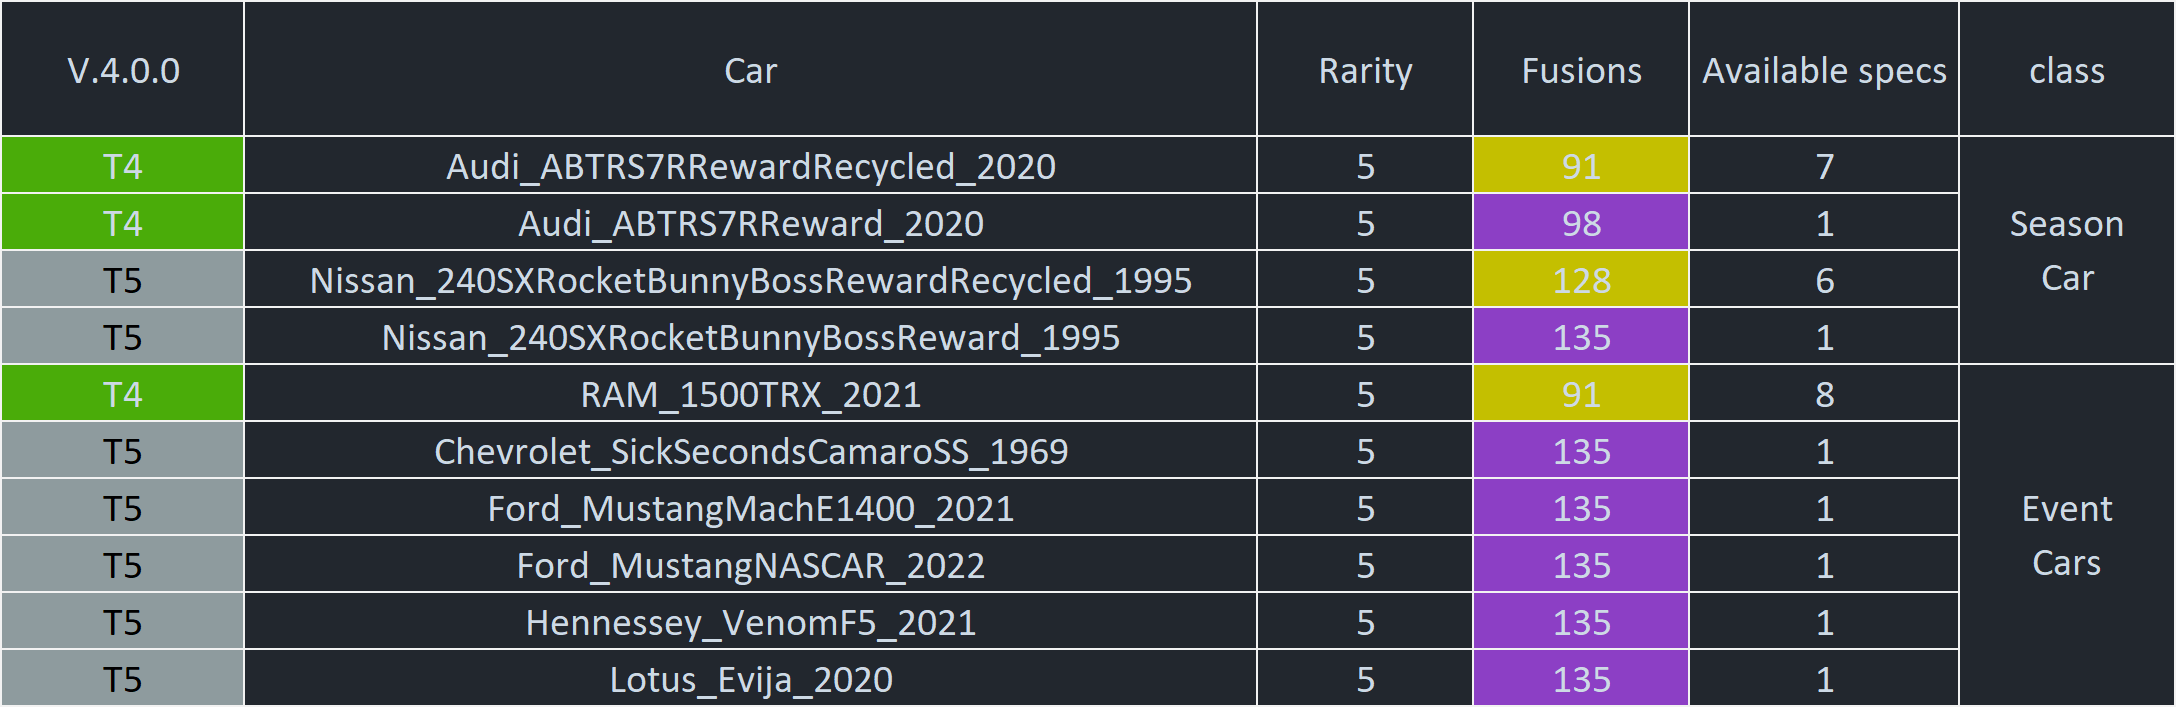 V.4.0.0 Car Rarity Fusions Available specs class
T4 Audi_ABTRS7RRewardRecycled_2020 5 91 7
T4 Audi_ABTRS7RReward_2020 5 98 1
T5 Nissan_240SXRocketBunnyBossRewardRecycled_1995 5 128 6
T5 Nissan_240SXRocketBunnyBossReward_1995 5 135 1
Season
Car
T4 RAM_1500TRX_2021 5 91 8
T5 Chevrolet_SickSecondsCamaroSS_1969 5 135 1
T5 Ford_MustangMachE1400_2021 5 135 1
T5 Ford_MustangNASCAR_2022 5 135 1
T5 Hennessey_VenomF5_2021 5 135 1
T5 Lotus_Evija_2020 5 135 1
Event
Cars